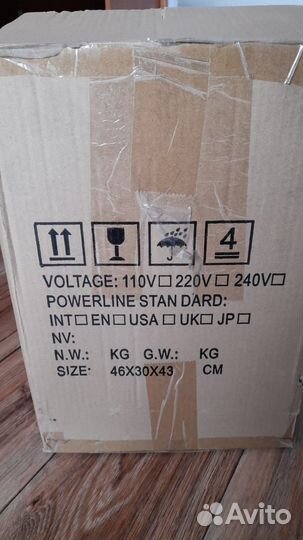 4
VOLTAGE: 110V☐ 220V☐ 240V☐
POWERLINE STAN DARD:
INT☐ EN☐ USA☐ UK☐ JP☐
NV:
N.W.: KG G.W.: KG
SIZE: 46X30X43 CM
Avito